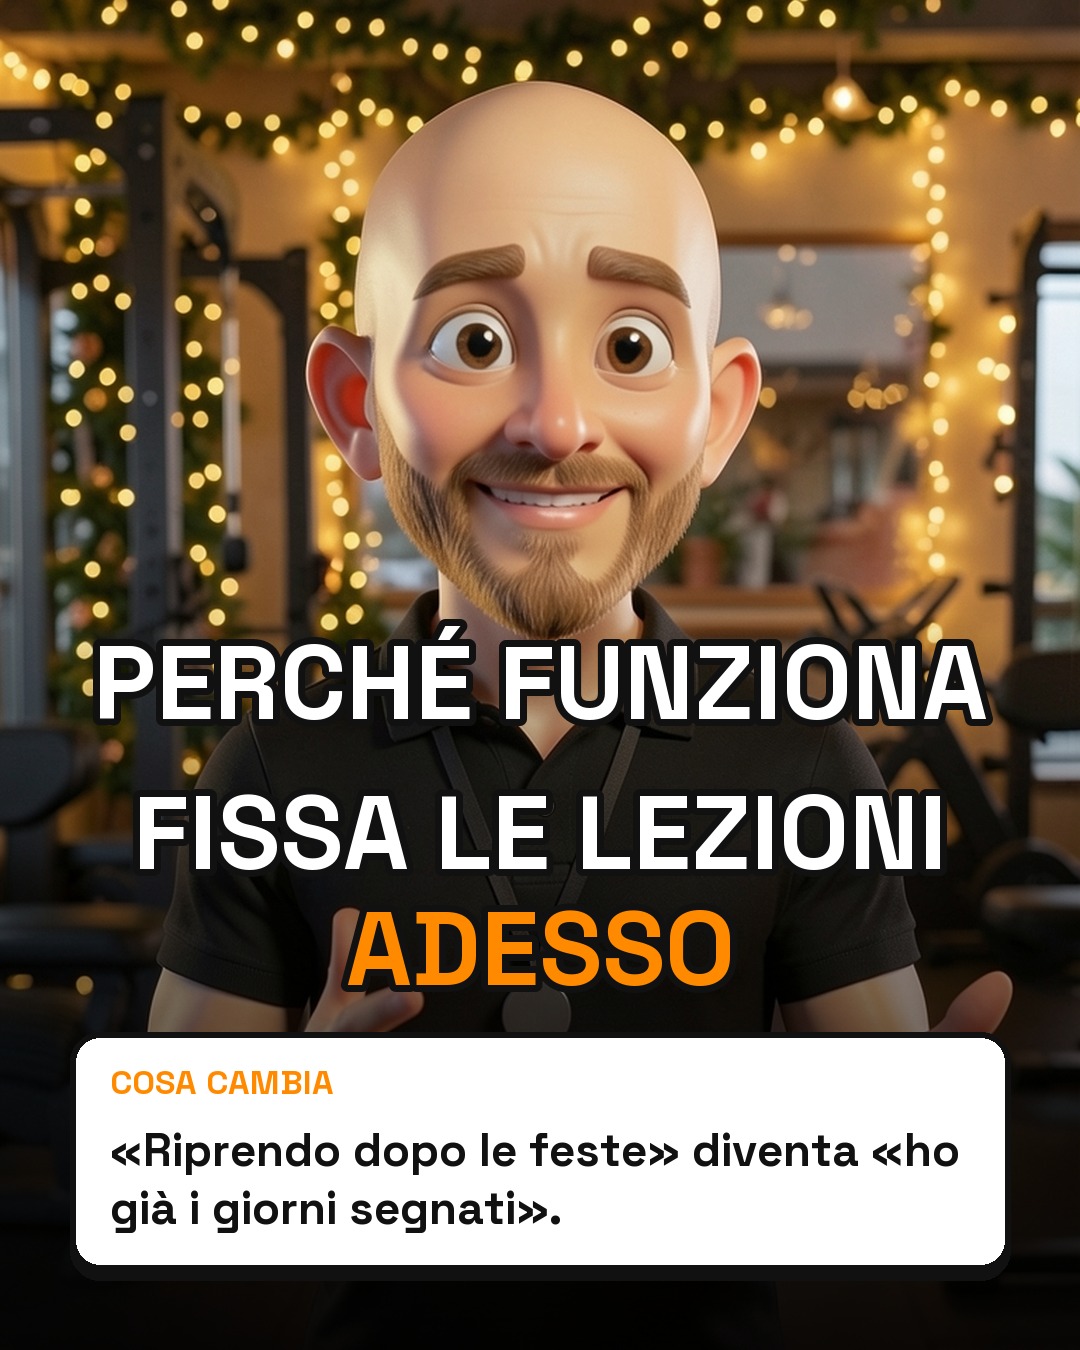 PERCHÉ FUNZIONA
FISSA LE LEZIONI
ADESSO
COSA CAMBIA
«Riprendo dopo le feste» diventa «ho
già i giorni segnati».